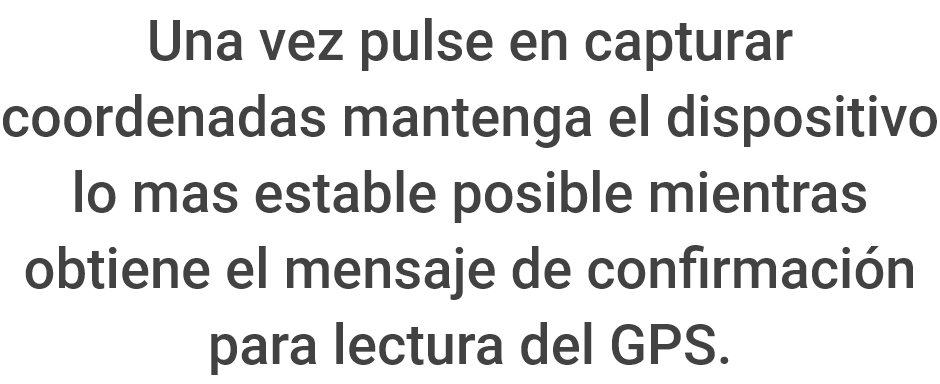 Una vez pulse en capturar
coordenadas mantenga el dispositivo
lo mas estable posible mientras
obtiene el mensaje de confirmación
para lectura del GPS.